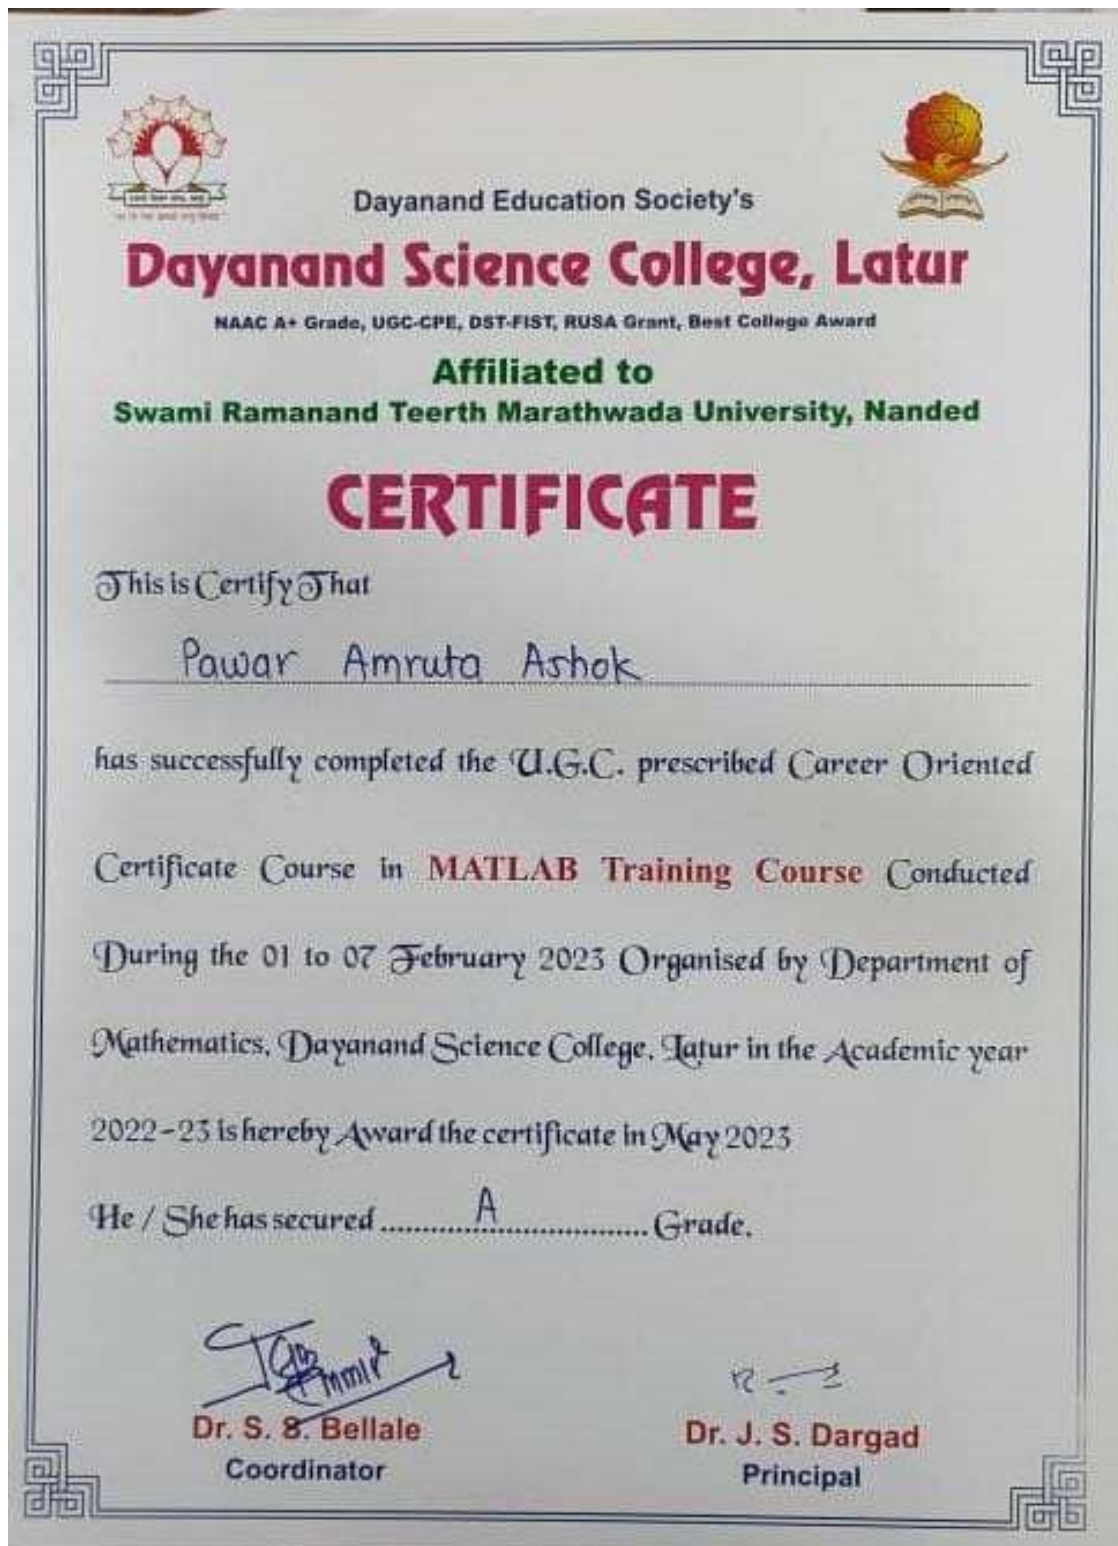 Dayanand Education Society's
Dayanand Science College, Latur
NAAC A+ Grade, UGC-CPE, DST-FIST, RUSA Grant, Best College Award
Affiliated to
Swami Ramanand Teerth Marathwada University, Nanded
CERTIFICATE
This is Certify That
Pawar Amruta Ashok
has successfully completed the U.G.C. prescribed Career Oriented
Certificate Course in MATLAB Training Course Conducted
During the 01 to 07 February 2023 Organised by Department of
Mathematics, Dayanand Science College, Latur in the Academic year
2022-23 is hereby Award the certificate in May 2023
He / She has secured ........A........ Grade.
Dr. S. S. Bellale
Coordinator
Dr. J. S. Dargad
Principal